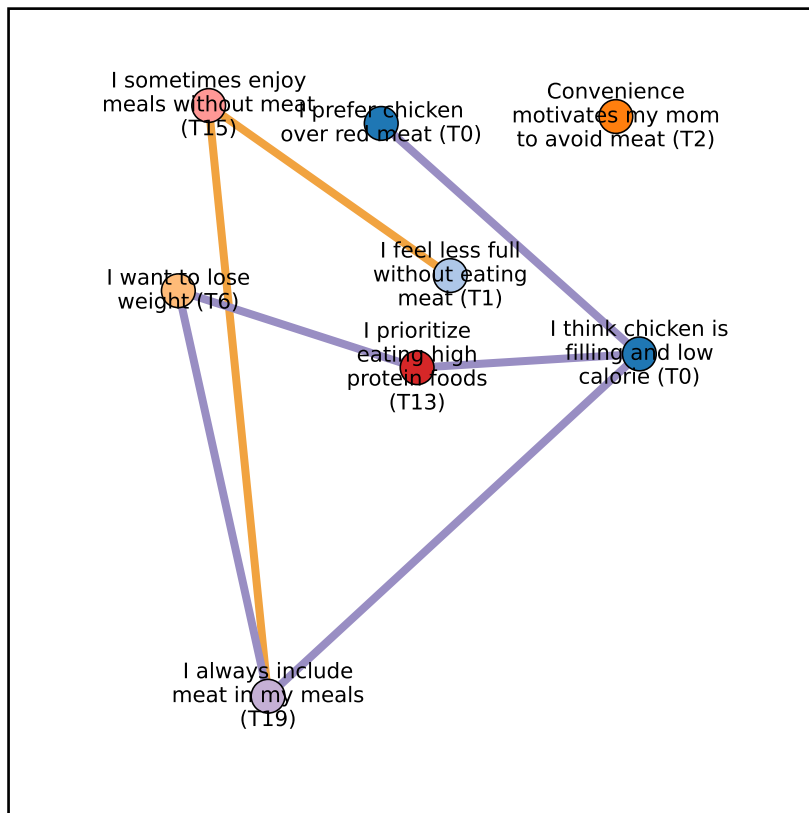 I sometimes enjoy
meals without meat
(T15)
I prefer chicken
over red meat (T0)
Convenience
motivates my mom
to avoid meat (T2)
I feel less full
without eating
meat (T1)
I want to lose
weight (T6)
I prioritize
eating high
protein foods
(T13)
I think chicken is
filling and low
calorie (T0)
I always include
meat in my meals
(T19)